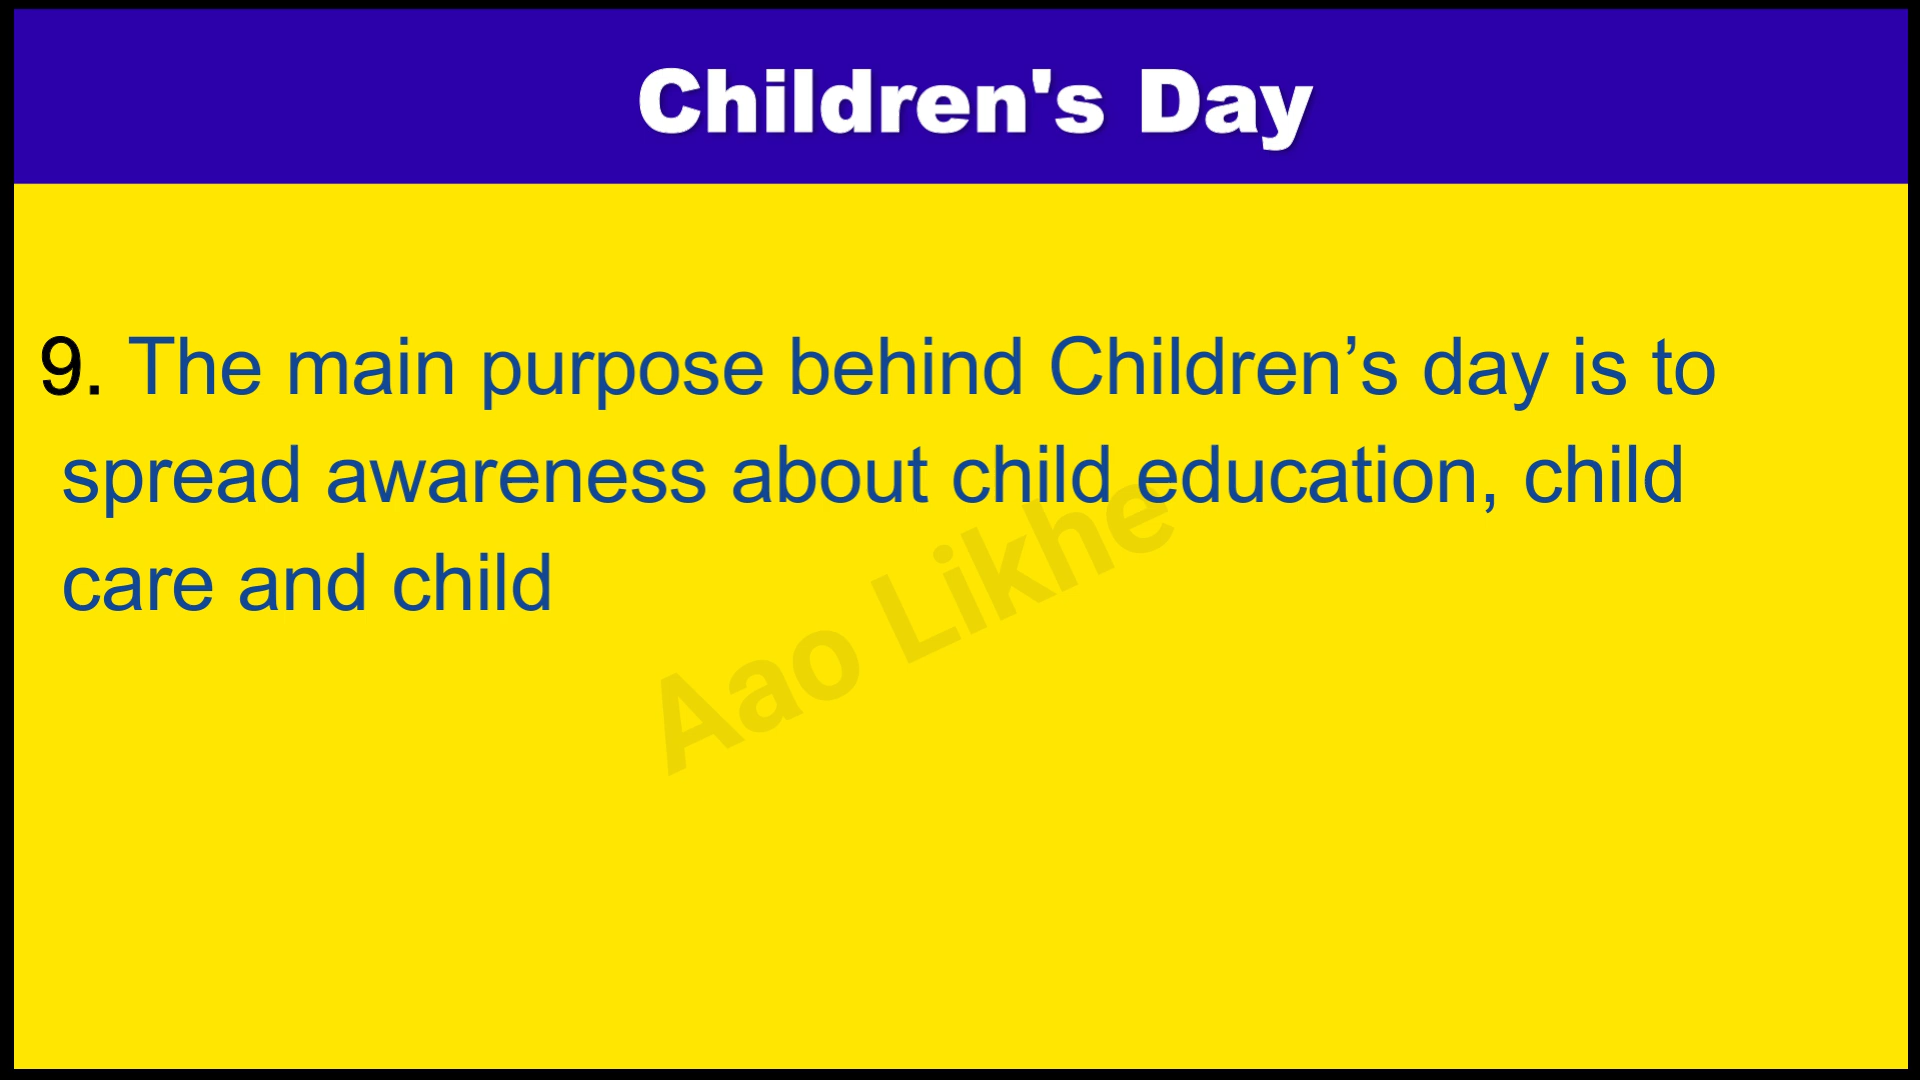 Children's Day
9. The main purpose behind Children’s day is to
spread awareness about child education, child
care and child
Aao Likhe